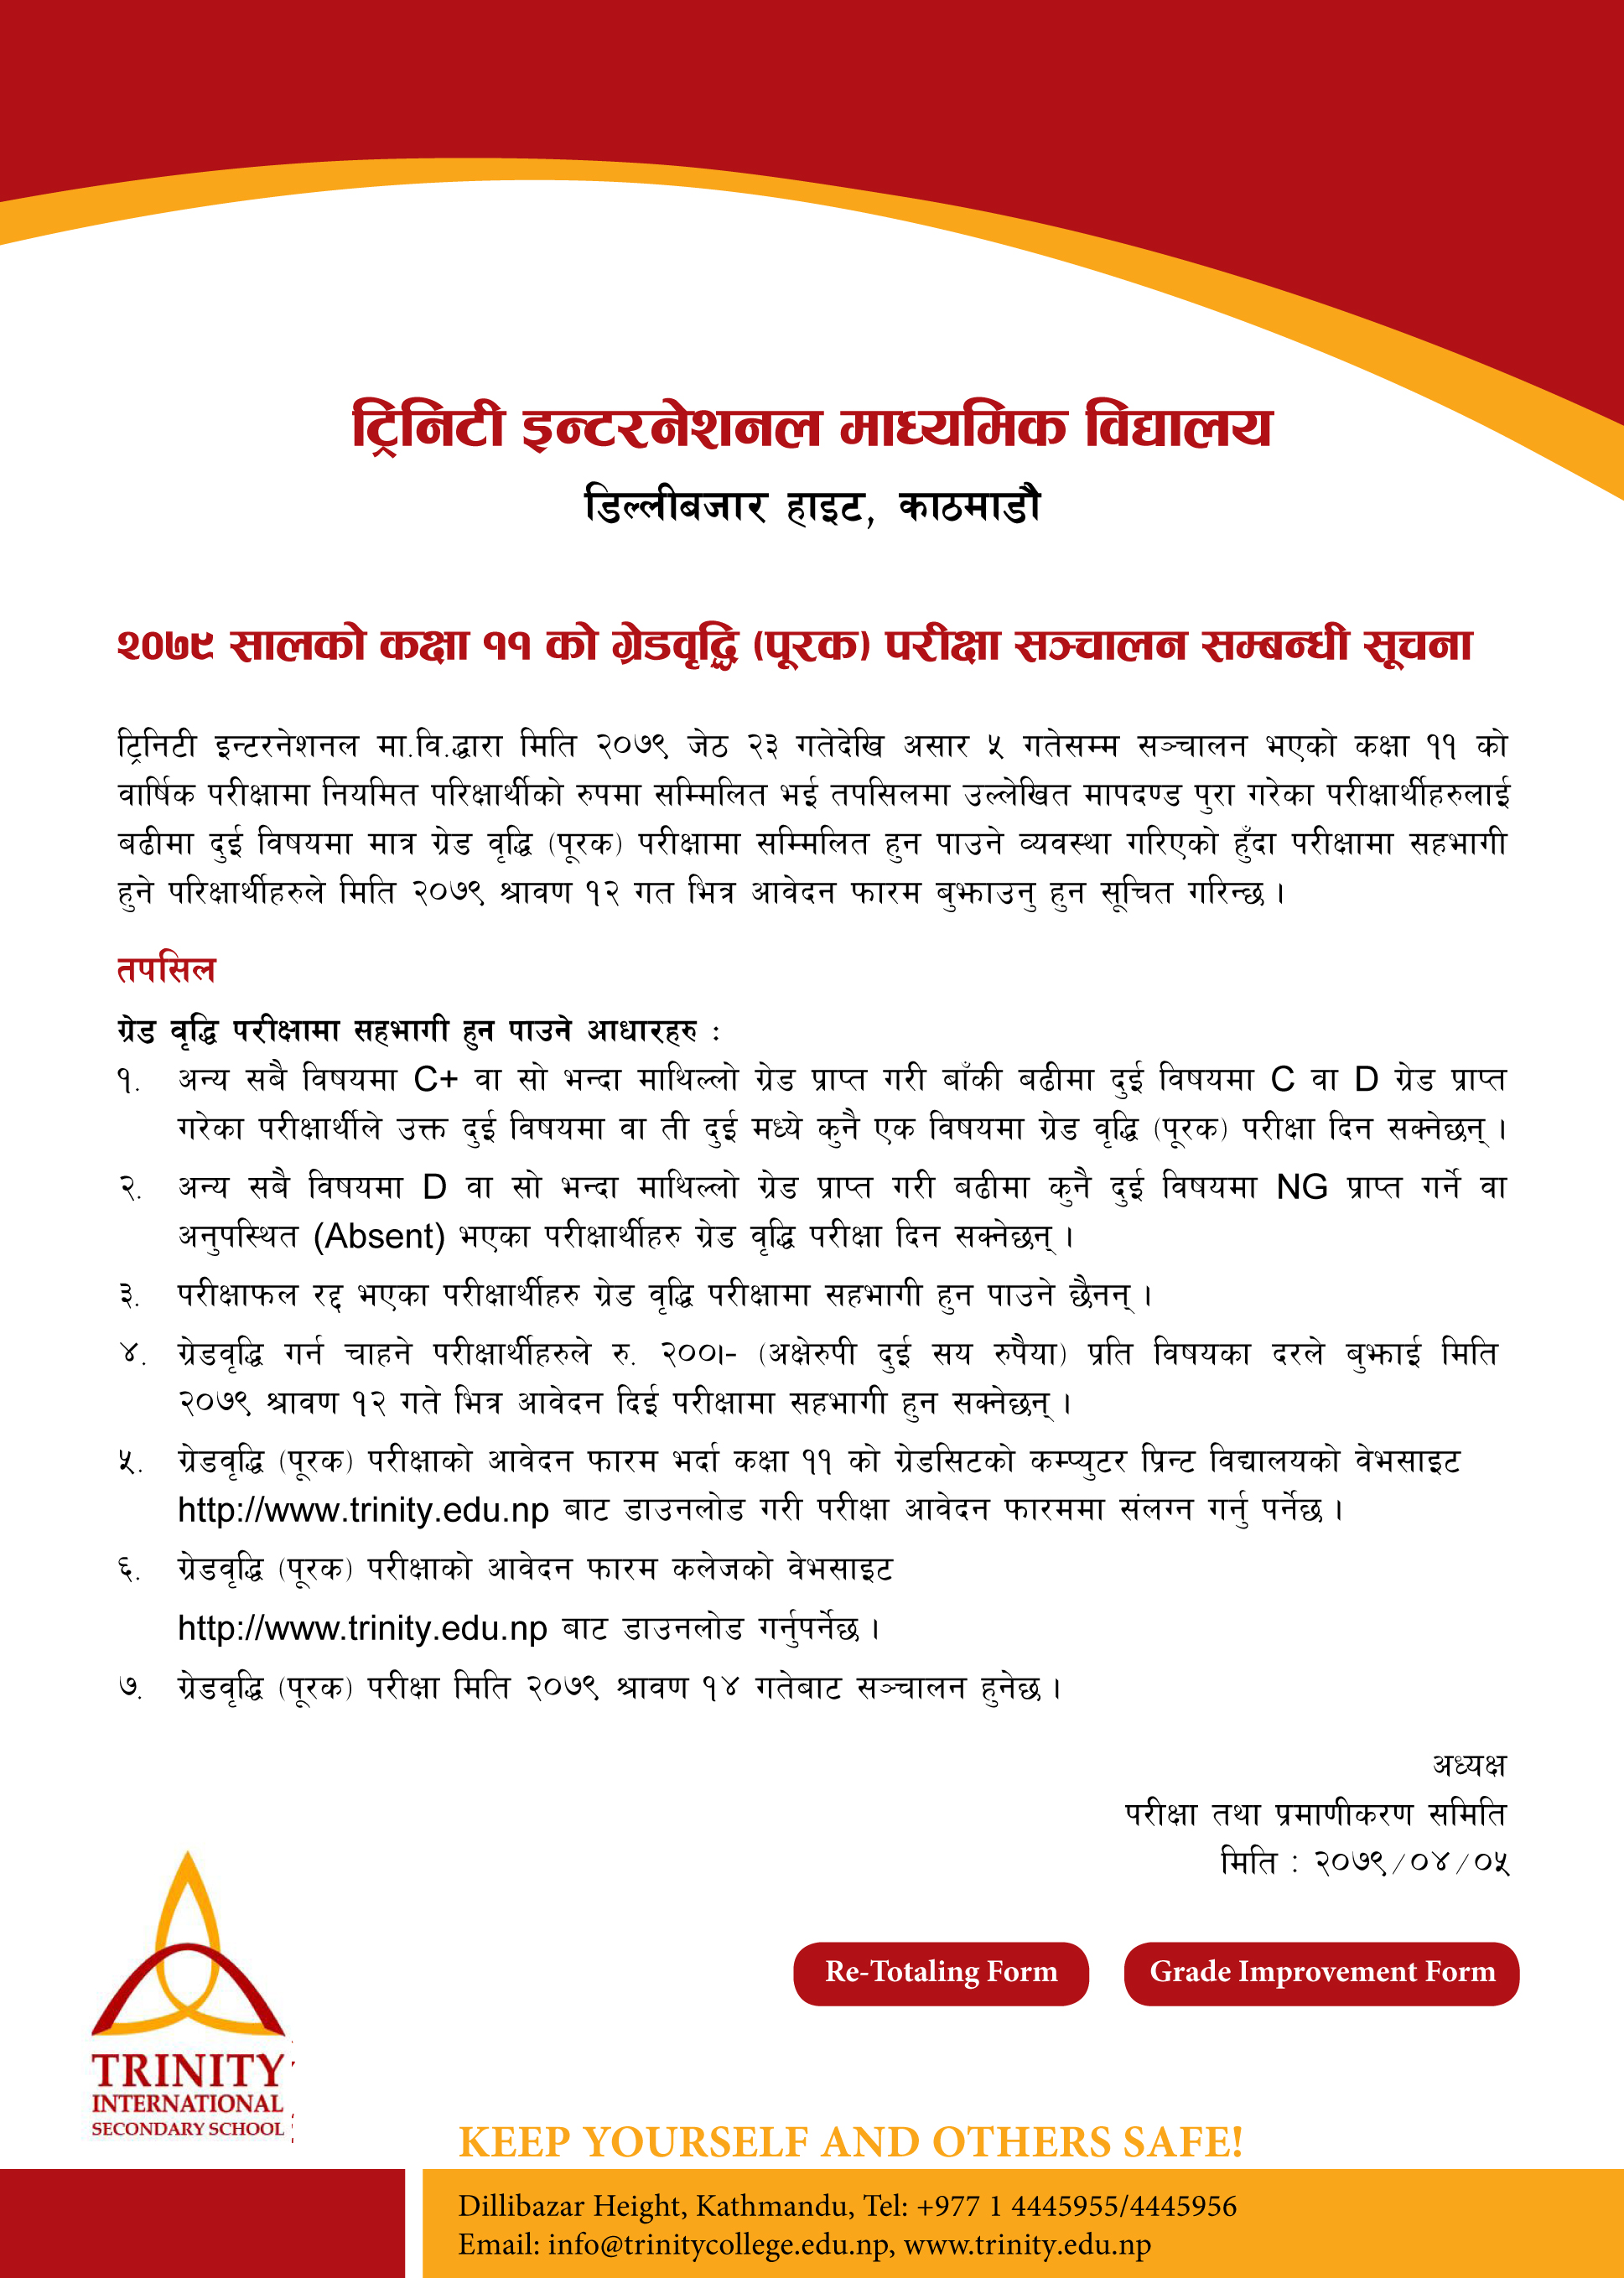 ट्रिनिटी इन्टरनेशनल माध्यमिक विद्यालय
डिल्लीबजार हाइट, काठमाडौ
२०७९ सालको कक्षा ११ को ग्रेडवृद्धि (पूरक) परीक्षा सञ्चालन सम्बन्धी सूचना
ट्रिनिटी इन्टरनेशनल मा.वि.द्धारा मिति २०७९ जेठ २३ गतेदेखि असार ५ गतेसम्म सञ्चालन भएको कक्षा ११ को
वार्षिक परीक्षामा नियमित परिक्षार्थीको रुपमा सम्मिलित भई तपसिलमा उल्लेखित मापदण्ड पुरा गरेका परीक्षार्थीहरुलाई
बढीमा दुई विषयमा मात्र ग्रेड वृद्धि (पूरक) परीक्षामा सम्मिलित हुन पाउने व्यवस्था गरिएको हुँदा परीक्षामा सहभागी
हुने परिक्षार्थीहरुले मिति २०७९ श्रावण १२ गत भित्र आवेदन फारम बुझाउनु हुन सूचित गरिन्छ ।
तपसिल
ग्रेड वृद्धि परीक्षामा सहभागी हुन पाउने आधारहरु :
१. अन्य सबै विषयमा C+ वा सो भन्दा माथिल्लो ग्रेड प्राप्त गरी बाँकी बढीमा दुई विषयमा C वा D ग्रेड प्राप्त
गरेका परीक्षार्थीले उक्त दुई विषयमा वा ती दुई मध्ये कुनै एक विषयमा ग्रेड वृद्धि (पूरक) परीक्षा दिन सक्नेछन् ।
२. अन्य सबै विषयमा D वा सो भन्दा माथिल्लो ग्रेड प्राप्त गरी बढीमा कुनै दुई विषयमा NG प्राप्त गर्ने वा
अनुपस्थित (Absent) भएका परीक्षार्थीहरु ग्रेड वृद्धि परीक्षा दिन सक्नेछन् ।
३. परीक्षाफल रद्द भएका परीक्षार्थीहरु ग्रेड वृद्धि परीक्षामा सहभागी हुन पाउने छैनन् ।
४. ग्रेडवृद्धि गर्न चाहने परीक्षार्थीहरुले रु. २००।- (अक्षेरुपी दुई सय रुपैया) प्रति विषयका दरले बुझाई मिति
२०७९ श्रावण १२ गते भित्र आवेदन दिई परीक्षामा सहभागी हुन सक्नेछन् ।
५. ग्रेडवृद्धि (पूरक) परीक्षाको आवेदन फारम भर्दा कक्षा ११ को ग्रेडसिटको कम्प्युटर प्रिन्ट विद्यालयको वेभसाइट
http://www.trinity.edu.np बाट डाउनलोड गरी परीक्षा आवेदन फारममा संलग्न गर्नु पर्नेछ ।
६. ग्रेडवृद्धि (पूरक) परीक्षाको आवेदन फारम कलेजको वेभसाइट
http://www.trinity.edu.np बाट डाउनलोड गर्नुपर्नेछ ।
७. ग्रेडवृद्धि (पूरक) परीक्षा मिति २०७९ श्रावण १४ गतेबाट सञ्चालन हुनेछ ।
अध्यक्ष
परीक्षा तथा प्रमाणीकरण समिति
मिति : २०७९/०४/०५
Re-Totaling Form
Grade Improvement Form
TRINITY
INTERNATIONAL
SECONDARY SCHOOL
KEEP YOURSELF AND OTHERS SAFE!
Dillibazar Height, Kathmandu, Tel: +977 1 4445955/4445956
Email: info@trinitycollege.edu.np, www.trinity.edu.np